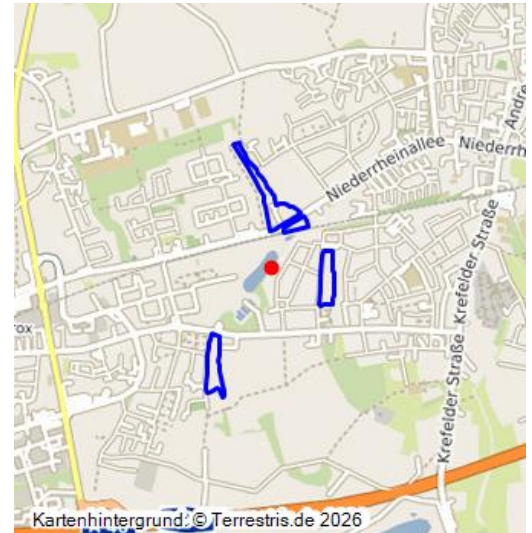 Andre
Niederrheinallee
Niederrh
Krefelder Straße
Krefelder Straße
rox
Kartenhintergrund: © Terrestris.de 2026